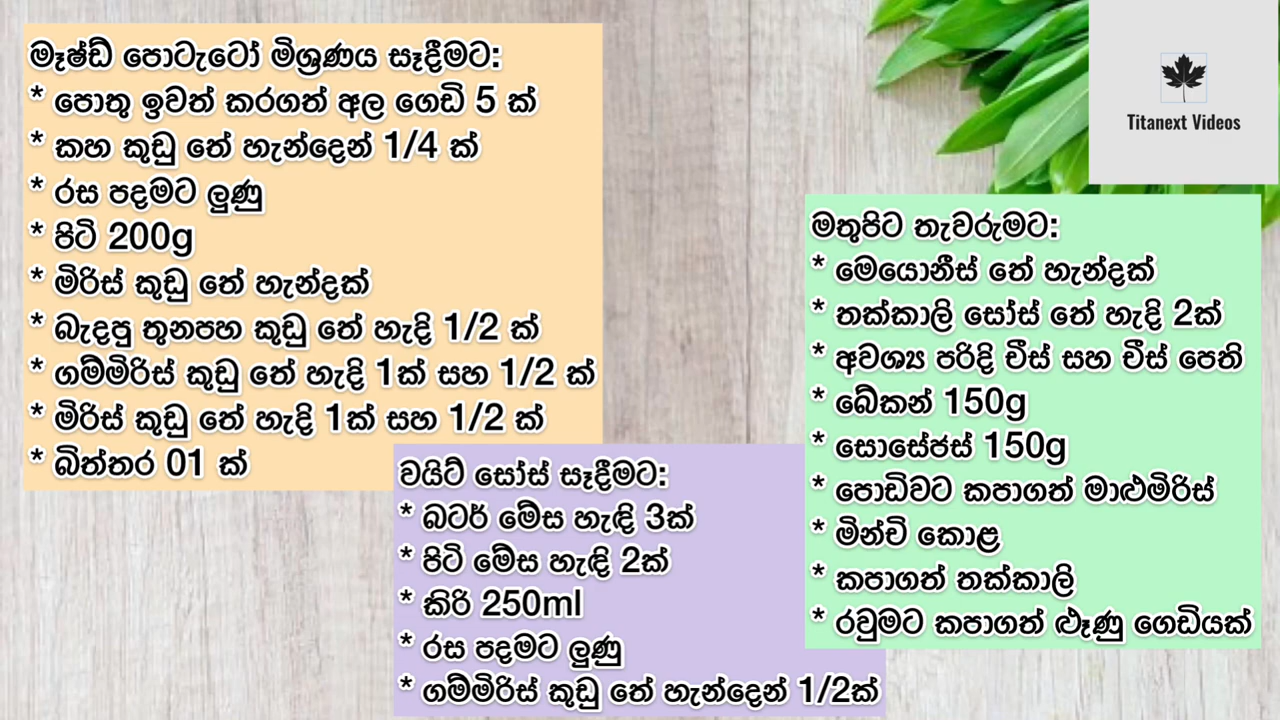 මෑෂ්ඩ් පොටැටෝ මිශ්‍රණය සෑදීමට:
* පොතු ඉවත් කරගත් අල ගෙඩි 5 ක්
* කහ කුඩු තේ හැන්දෙන් 1/4 ක්
* රස පදමට ලුණු
* පිටි 200g
* මිරිස් කුඩු තේ හැන්දක්
* බැදපු තුනපහ කුඩු තේ හැදි 1/2 ක්
* ගම්මිරිස් කුඩු තේ හැදි 1ක් සහ 1/2 ක්
* මිරිස් කුඩු තේ හැදි 1ක් සහ 1/2 ක්
* බිත්තර 01 ක්
වයිට් සෝස් සෑදීමට:
* බටර් මේස හැඳි 3ක්
* පිටි මේස හැඳි 2ක්
* කිරි 250ml
* රස පදමට ලුණු
* ගම්මිරිස් කුඩු තේ හැන්දෙන් 1/2ක්
Titanext Videos
මතුපිට තැවරුමට:
* මෙයොනීස් තේ හැන්දක්
* තක්කාලි සෝස් තේ හැදි 2ක්
* අවශ්‍ය පරිදි චීස් සහ චීස් පෙති
* බේකන් 150g
* සොසේජස් 150g
* පොඩිවට කපාගත් මාළුමිරිස්
* මින්චි කොළ
* කපාගත් තක්කාලි
* රවුමට කපාගත් ළූණු ගෙඩියක්